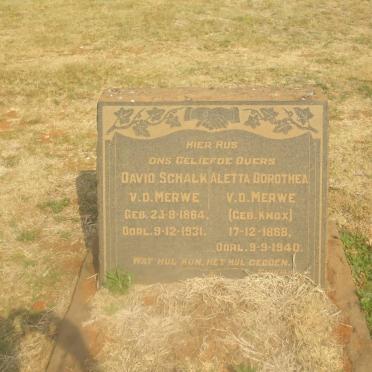 HIER RUS
ONS GELIEFDE OUERS
DAVID SCHALK ALETTA DOROTHEA
V.D. MERWE V.D. MERWE
GEB. 23-8-1864. (GEB. KNOX)
OORL. 9-12-1931. 17-12-1868,
OORL. 9-9-1940.
WAT HUL KON, HET HUL GEDOEN.